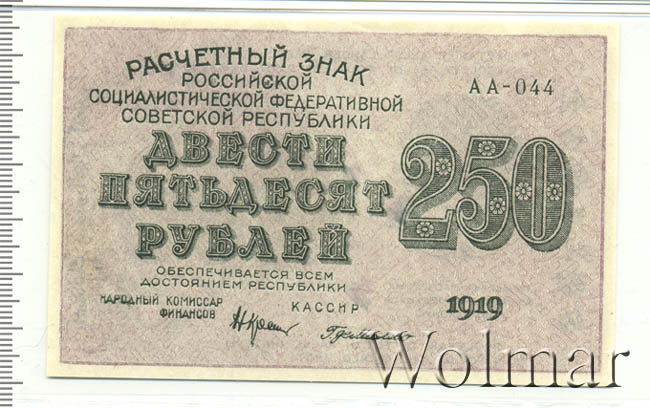 РАСЧЕТНЫЙ ЗНАК
РОССИЙСКОЙ
СОЦИАЛИСТИЧЕСКОЙ ФЕДЕРАТИВНОЙ
СОВЕТСКОЙ РЕСПУБЛИКИ
АА-044
ДВЕСТИ
ПЯТЬДЕСЯТ
РУБЛЕЙ
250
ОБЕСПЕЧИВАЕТСЯ ВСЕМ
ДОСТОЯНИЕМ РЕСПУБЛИКИ
НАРОДНЫЙ КОМИССАР
ФИНАНСОВ
КАССИР
1919
Wolmar